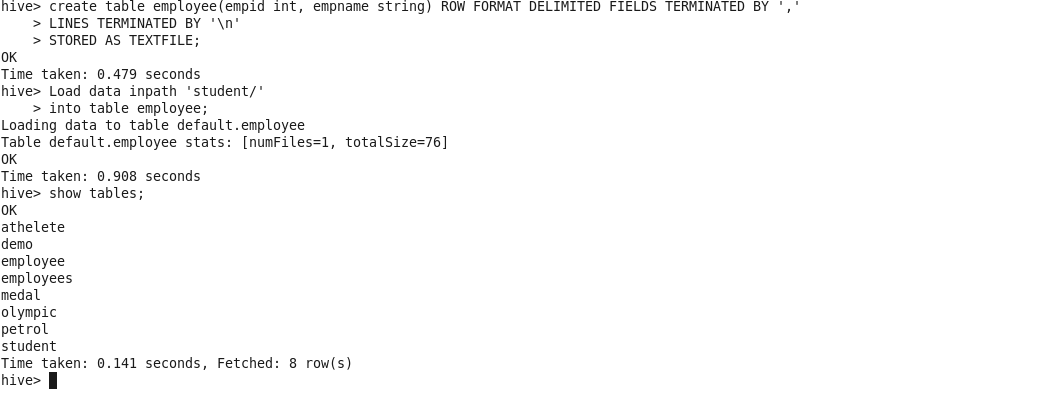 hive> create table employee(empid int, empname string) ROW FORMAT DELIMITED FIELDS TERMINATED BY ','
    > LINES TERMINATED BY '\n'
    > STORED AS TEXTFILE;
OK
Time taken: 0.479 seconds
hive> Load data inpath 'student/'
    > into table employee;
Loading data to table default.employee
Table default.employee stats: [numFiles=1, totalSize=76]
OK
Time taken: 0.908 seconds
hive> show tables;
OK
athelete
demo
employee
employees
medal
olympic
petrol
student
Time taken: 0.141 seconds, Fetched: 8 row(s)
hive>